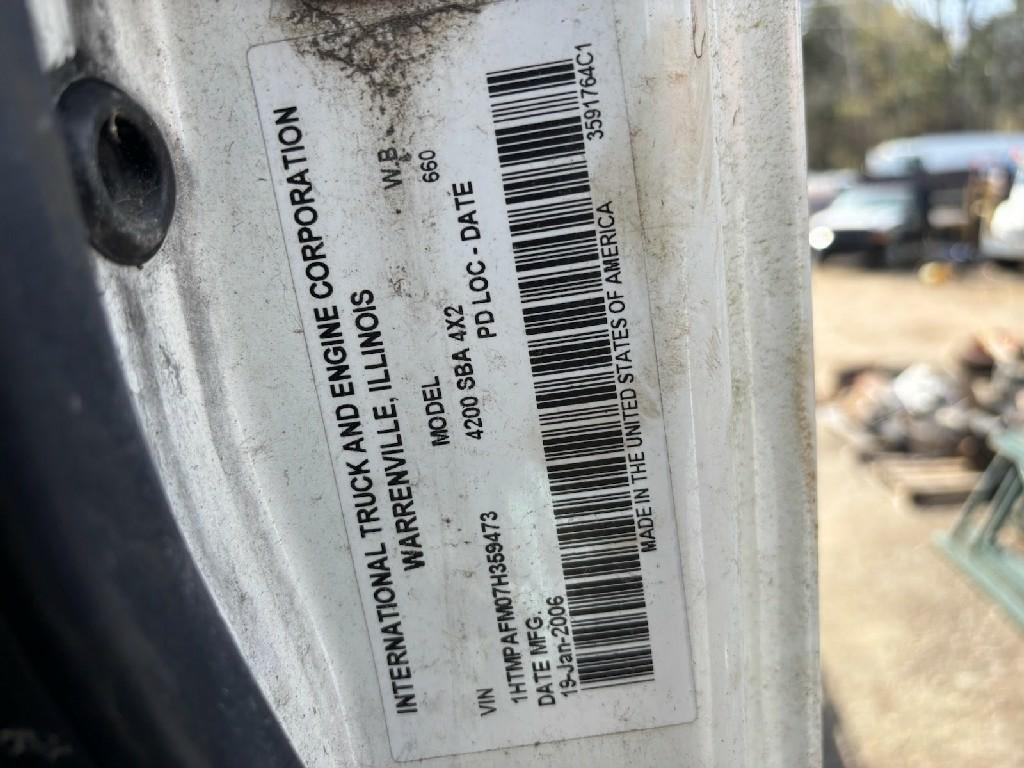 INTERNATIONAL TRUCK AND ENGINE CORPORATION
WARRENVILLE, ILLINOIS
MODEL W.B.
VIN 4200 SBA 4X2 660
1HTMPAFM07H359473 PD LOC - DATE
DATE MFG.
19-Jan-2006
3591764C1
MADE IN THE UNITED STATES OF AMERICA